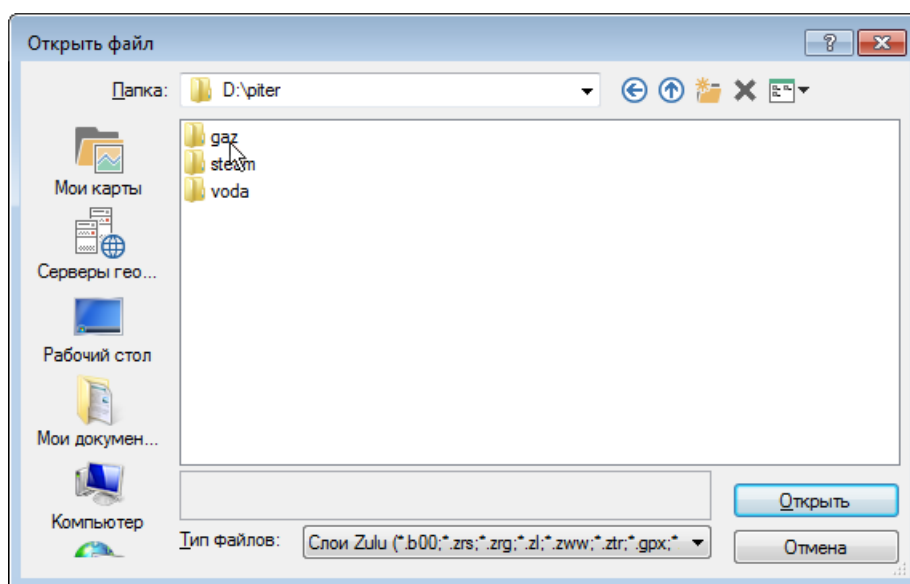 Открыть файл
Папка: D:\piter
gaz
steam
voda
Мои карты
Серверы гео...
Рабочий стол
Мои докумен...
Компьютер
Открыть
Тип файлов: Слои Zulu (*.b00;*.zrs;*.zrg;*.zl;*.zww;*.ztr;*.gpx;*
Отмена